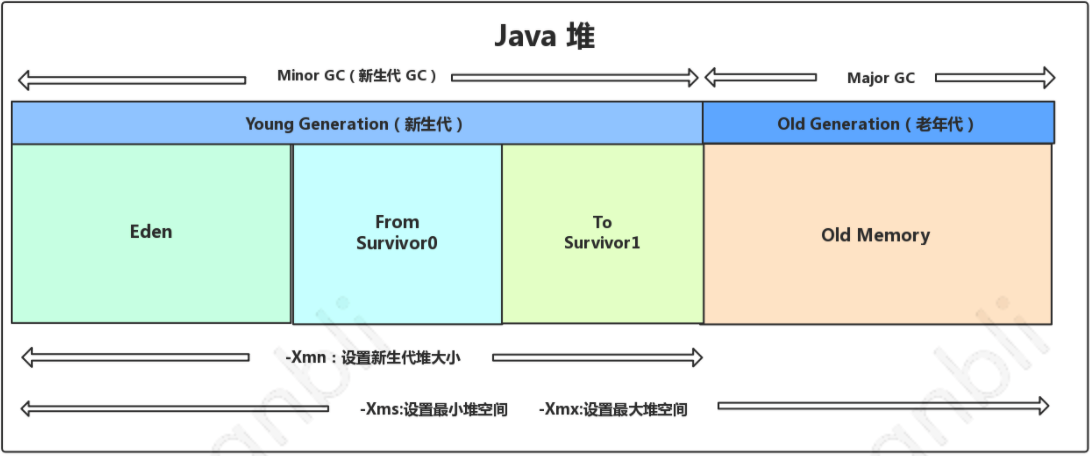 Java 堆
Minor GC（新生代 GC） Major GC
Young Generation（新生代） Old Generation（老年代）
Eden
From
Survivor0
To
Survivor1
Old Memory
-Xmn：设置新生代堆大小
-Xms:设置最小堆空间 -Xmx:设置最大堆空间